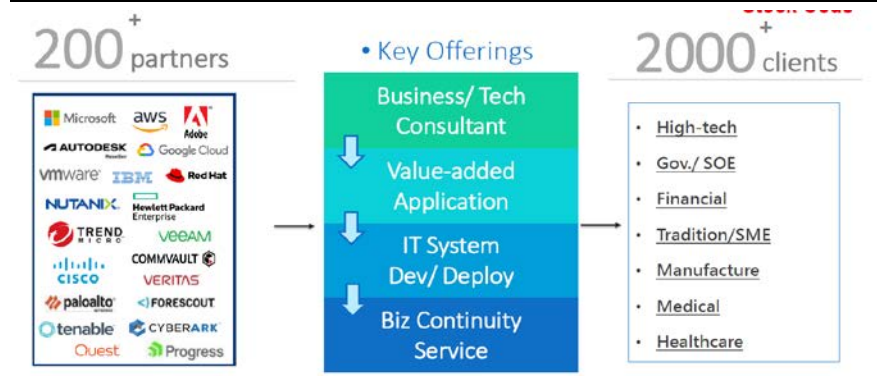 200+ partners
Microsoft aws Adobe
AUTODESK Google Cloud
vmware IBM Red Hat
NUTANIX Hewlett Packard
Enterprise
TREND MICRO veeAM
CISCO COMMVAULT
VERITAS
paloalto FORESCOUT
tenable CYBERARK
Quest Progress
• Key Offerings
Business/ Tech
Consultant
Value-added
Application
IT System
Dev/ Deploy
Biz Continuity
Service
2000+ clients
• High-tech
• Gov./ SOE
• Financial
• Tradition/SME
• Manufacture
• Medical
• Healthcare